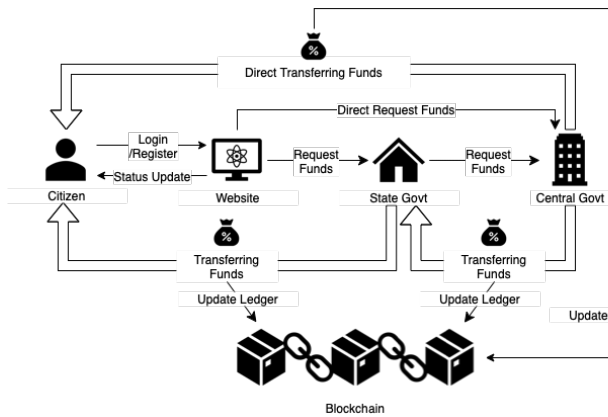 Direct Transferring Funds
Direct Request Funds
Login
/Register
Request
Funds
Request
Funds
Status Update
Citizen
Website
State Govt
Central Govt
%
%
%
Transferring
Funds
Transferring
Funds
Update Ledger
Update Ledger
Update
Blockchain